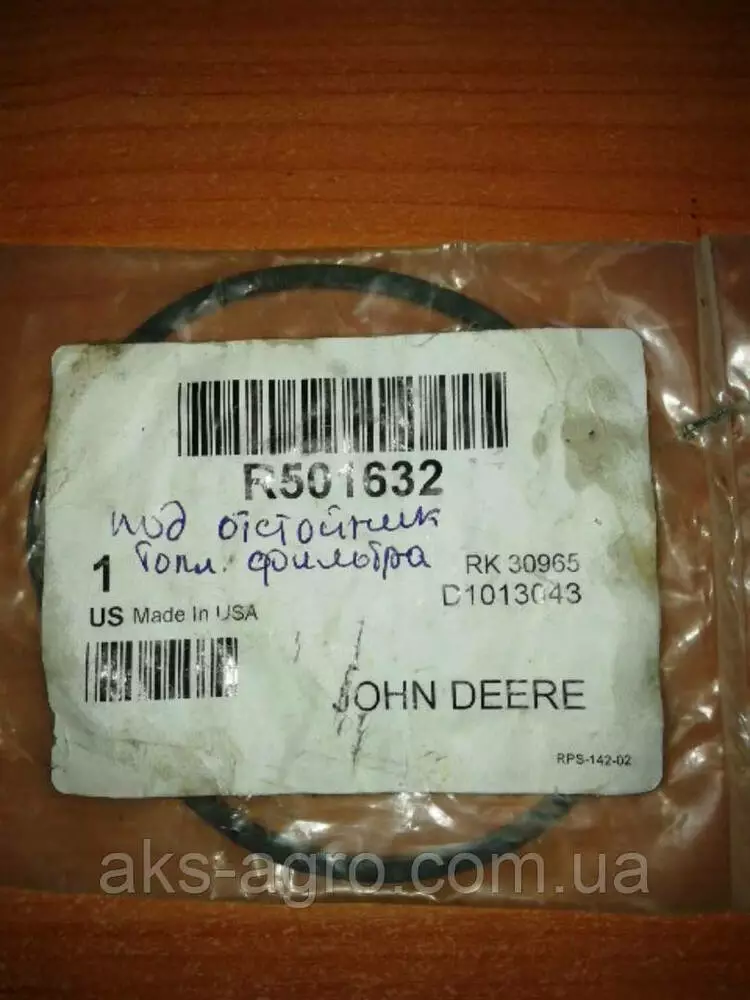 R501632
под отстойник
топл. фильтра
1
RK 30965
D1013043
US Made In USA
JOHN DEERE
RPS-142-02
aks-agro.com.ua